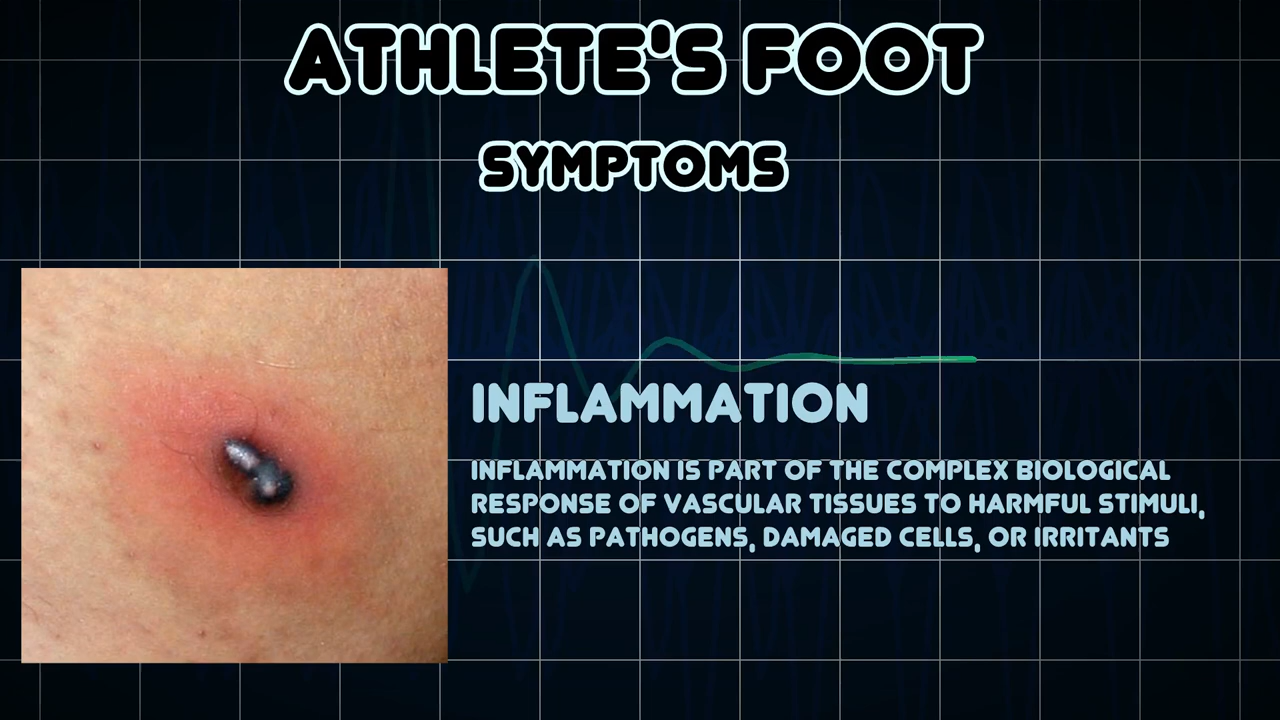 ATHLETE'S FOOT
SYMPTOMS
INFLAMMATION
INFLAMMATION IS PART OF THE COMPLEX BIOLOGICAL
RESPONSE OF VASCULAR TISSUES TO HARMFUL STIMULI,
SUCH AS PATHOGENS, DAMAGED CELLS, OR IRRITANTS